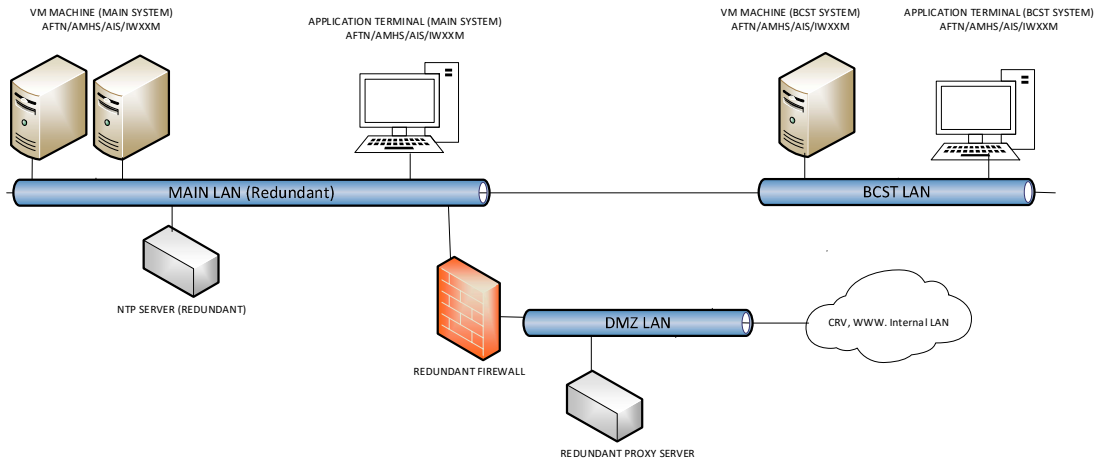 VM MACHINE (MAIN SYSTEM)
AFTN/AMHS/AIS/IWXXM
APPLICATION TERMINAL (MAIN SYSTEM)
AFTN/AMHS/AIS/IWXXM
VM MACHINE (BCST SYSTEM)
AFTN/AMHS/AIS/IWXXM
APPLICATION TERMINAL (BCST SYSTEM)
AFTN/AMHS/AIS/IWXXM
MAIN LAN (Redundant)
BCST LAN
NTP SERVER (REDUNDANT)
DMZ LAN
CRV, WWW. Internal LAN
REDUNDANT FIREWALL
REDUNDANT PROXY SERVER